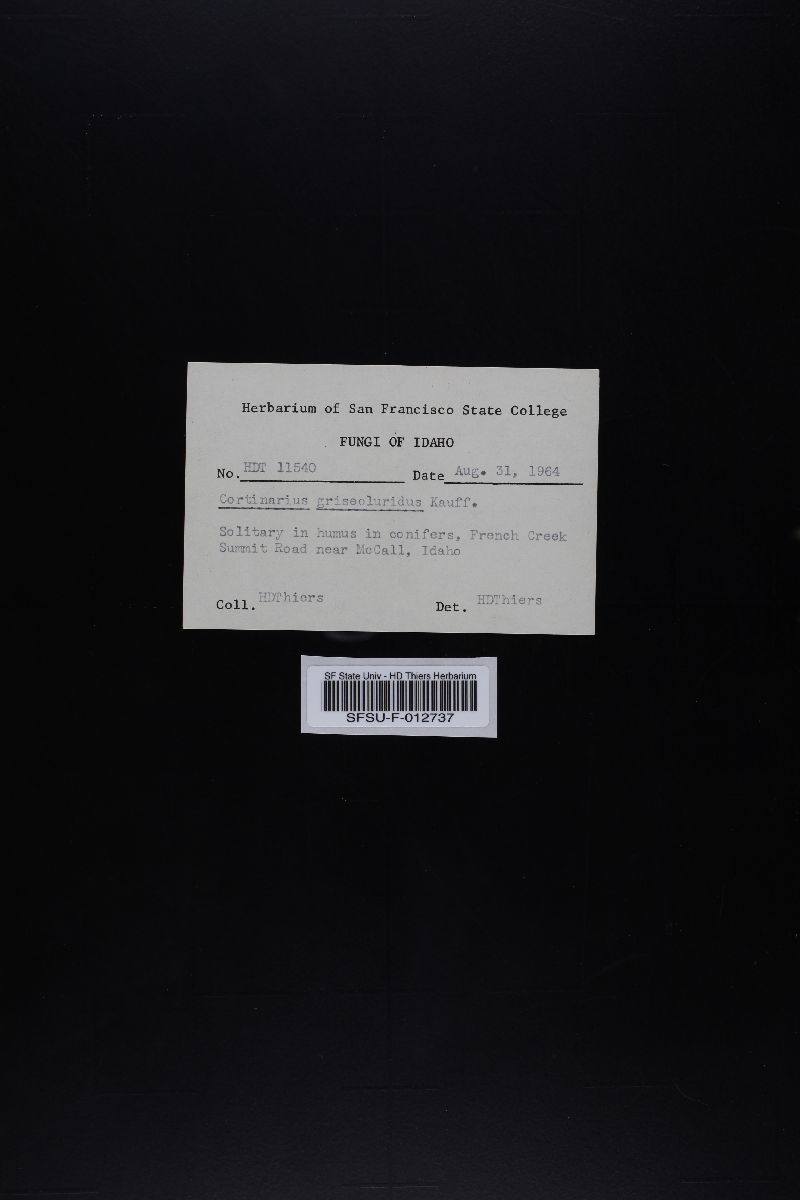 Herbarium of San Francisco State College
FUNGI OF IDAHO
No. HDT 11540 Date Aug. 31, 1964
Cortinarius griseoluridus Kauff.
Solitary in humus in conifers, French Creek
Summit Road near McCall, Idaho
Coll. HDThiers Det. HDThiers
SF State Univ - HD Thiers Herbarium
SFSU-F-012737